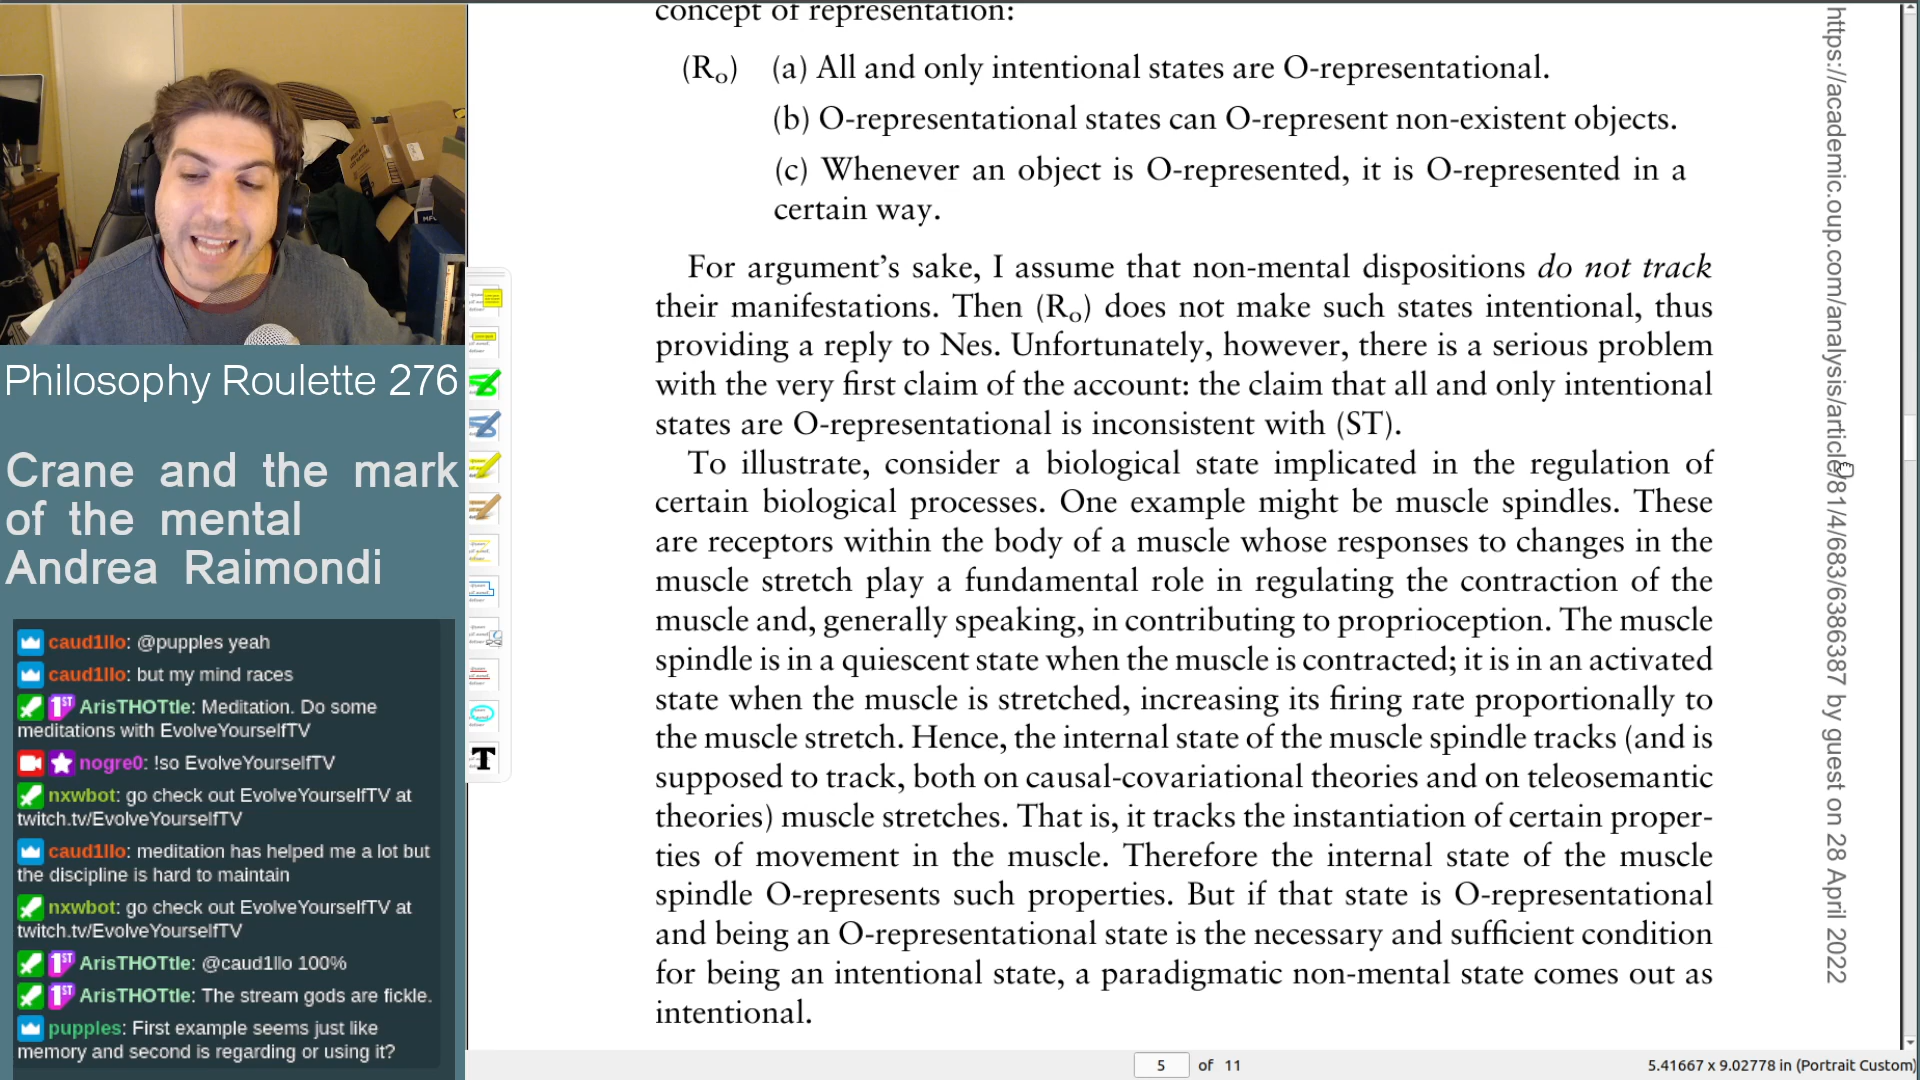 concept of representation:
(Ro) (a) All and only intentional states are O-representational.
(b) O-representational states can O-represent non-existent objects.
(c) Whenever an object is O-represented, it is O-represented in a
certain way.
For argument's sake, I assume that non-mental dispositions do not track
their manifestations. Then (Ro) does not make such states intentional, thus
providing a reply to Nes. Unfortunately, however, there is a serious problem
with the very first claim of the account: the claim that all and only intentional
states are O-representational is inconsistent with (ST).
To illustrate, consider a biological state implicated in the regulation of
certain biological processes. One example might be muscle spindles. These
are receptors within the body of a muscle whose responses to changes in the
muscle stretch play a fundamental role in regulating the contraction of the
muscle and, generally speaking, in contributing to proprioception. The muscle
spindle is in a quiescent state when the muscle is contracted; it is in an activated
state when the muscle is stretched, increasing its firing rate proportionally to
the muscle stretch. Hence, the internal state of the muscle spindle tracks (and is
supposed to track, both on causal-covariational theories and on teleosemantic
theories) muscle stretches. That is, it tracks the instantiation of certain proper-
ties of movement in the muscle. Therefore the internal state of the muscle
spindle O-represents such properties. But if that state is O-representational
and being an O-representational state is the necessary and sufficient condition
for being an intentional state, a paradigmatic non-mental state comes out as
intentional.
https://academic.oup.com/analysis/article/81/4/683/6386387 by guest on 28 April 2022
Philosophy Roulette 276
Crane and the mark
of the mental
Andrea Raimondi
caud1llo: @pupples yeah
caud1llo: but my mind races
1ST ArisTHOTtle: Meditation. Do some
meditations with EvolveYourselfTV
nogre0: !so EvolveYourselfTV
nxwbot: go check out EvolveYourselfTV at
twitch.tv/EvolveYourselfTV
caud1llo: meditation has helped me a lot but
the discipline is hard to maintain
nxwbot: go check out EvolveYourselfTV at
twitch.tv/EvolveYourselfTV
1ST ArisTHOTtle: @caud1llo 100%
1ST ArisTHOTtle: The stream gods are fickle.
pupples: First example seems just like
memory and second is regarding or using it?
T
5 of 11
5.41667 x 9.02778 in (Portrait Custom)